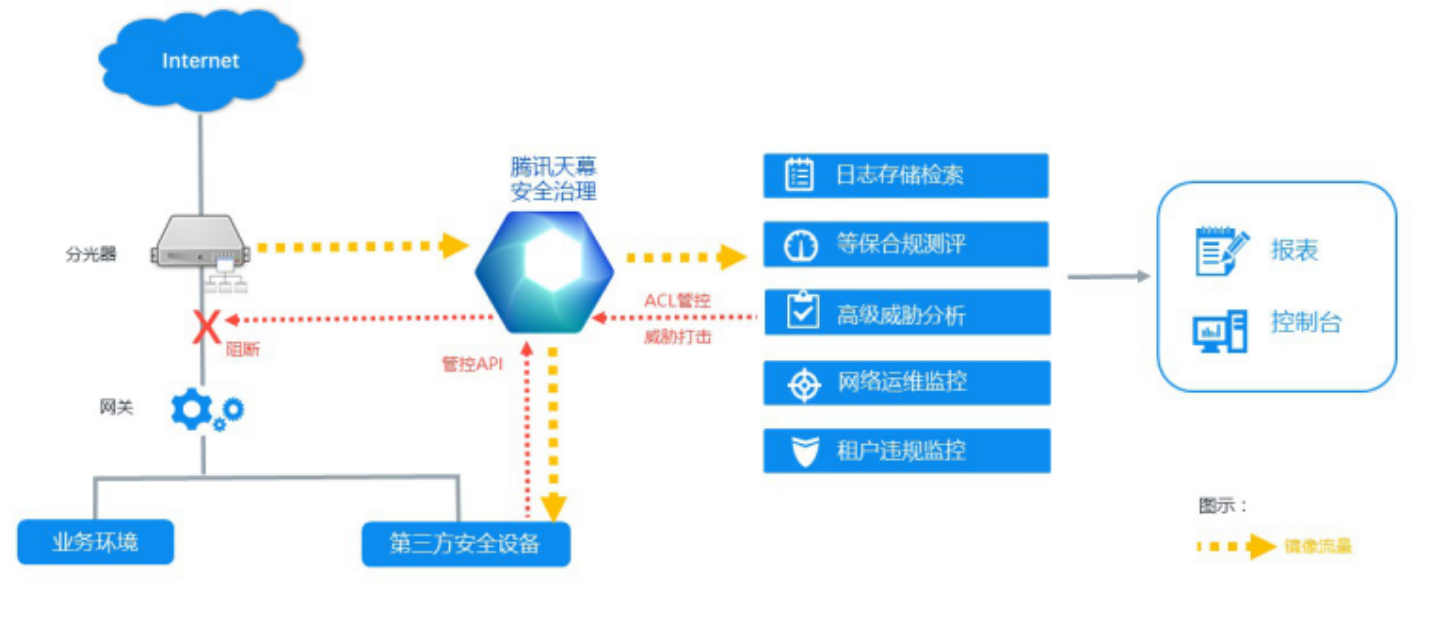 Internet
腾讯天幕
安全治理
日志存储检索
分光器
等保合规测评
报表
ACL管控
高级威胁分析
控制台
威胁打击
阻断
管控API
网络运维监控
网关
租户违规监控
图示：
业务环境
第三方安全设备
镜像流量